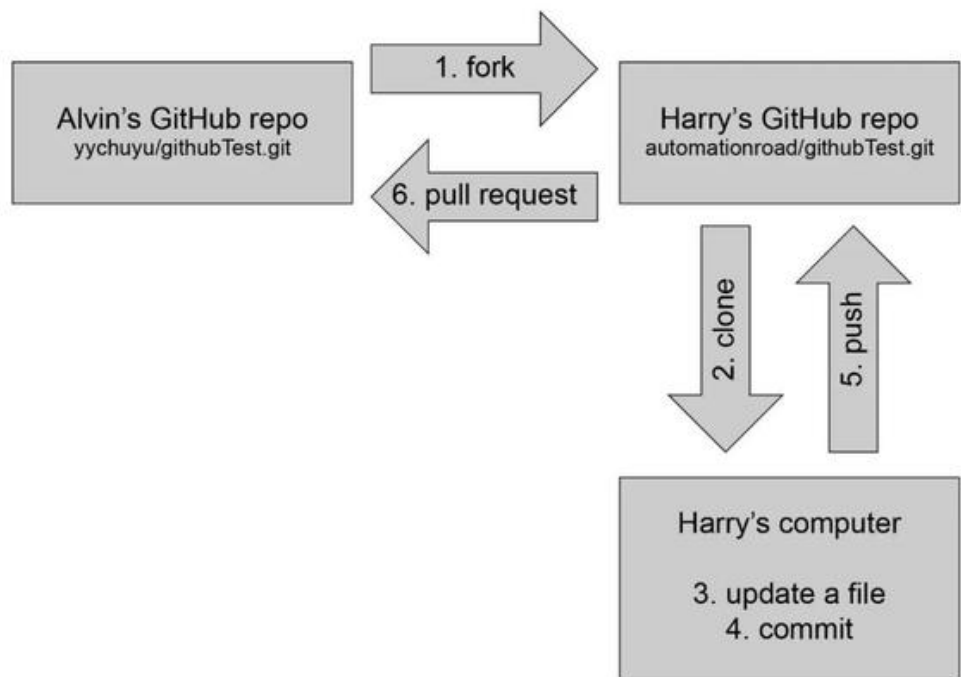 1. fork
Alvin's GitHub repo
yychuyu/githubTest.git
Harry's GitHub repo
automationroad/githubTest.git
6. pull request
2. clone
5. push
Harry's computer
3. update a file
4. commit